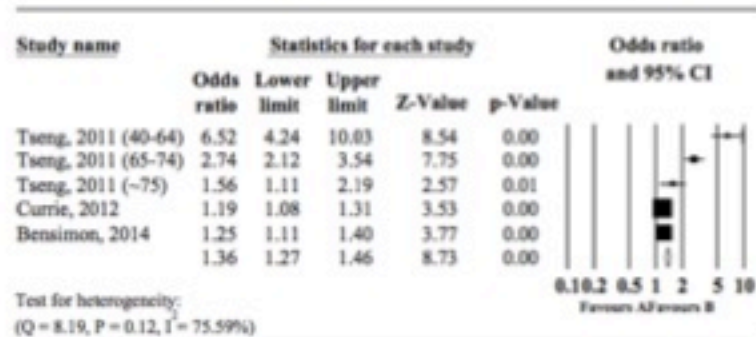 Study name Statistics for each study Odds ratio
and 95% CI
Odds Lower Upper
ratio limit limit Z-Value p-Value
Tseng, 2011 (40-64) 6.52 4.24 10.03 8.54 0.00
Tseng, 2011 (65-74) 2.74 2.12 3.54 7.75 0.00
Tseng, 2011 (~75) 1.56 1.11 2.19 2.57 0.01
Currie, 2012 1.19 1.08 1.31 3.53 0.00
Bensimon, 2014 1.25 1.11 1.40 3.77 0.00
1.36 1.27 1.46 8.73 0.00
0.1 0.2 0.5 1 2 5 10
Favours A Favours B
Test for heterogeneity:
(Q = 8.19, P = 0.12, I² = 75.59%)